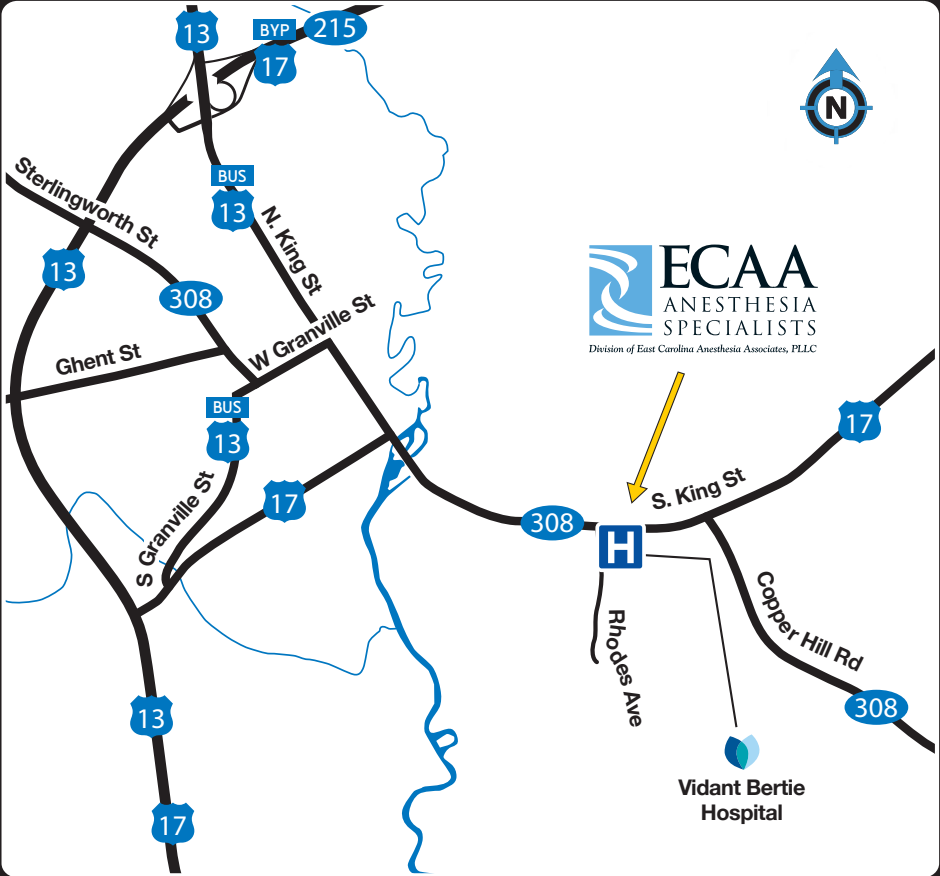 13
BYP
17
215
N
BUS
13
Sterlingworth St
N. King St
13
308
ECAA
ANESTHESIA
SPECIALISTS
Division of East Carolina Anesthesia Associates, PLLC
W Granville St
Ghent St
BUS
13
17
S. King St
17
S Granville St
308
H
Copper Hill Rd
Rhodes Ave
308
13
Vidant Bertie
Hospital
17